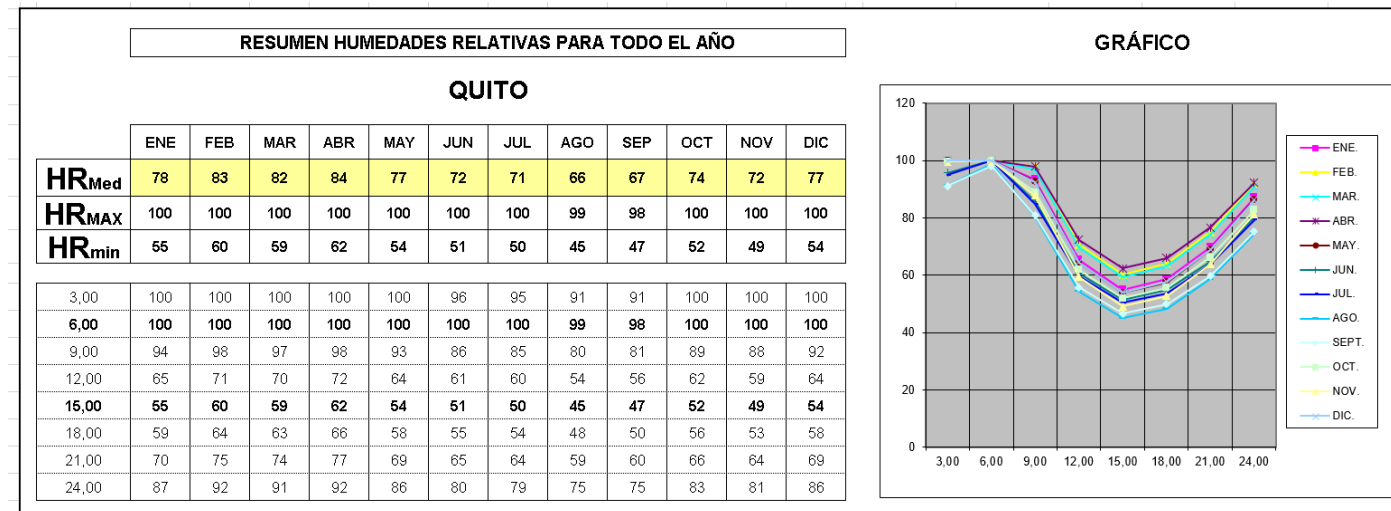 RESUMEN HUMEDADES RELATIVAS PARA TODO EL AÑO
QUITO
ENE FEB MAR ABR MAY JUN JUL AGO SEP OCT NOV DIC
HRMed 78 83 82 84 77 72 71 66 67 74 72 77
HRMAX 100 100 100 100 100 100 100 99 98 100 100 100
HRmin 55 60 59 62 54 51 50 45 47 52 49 54
3,00 100 100 100 100 100 96 95 91 91 100 100 100
6,00 100 100 100 100 100 100 100 99 98 100 100 100
9,00 94 98 97 98 93 86 85 80 81 89 88 92
12,00 65 71 70 72 64 61 60 54 56 62 59 64
15,00 55 60 59 62 54 51 50 45 47 52 49 54
18,00 59 64 63 66 58 55 54 48 50 56 53 58
21,00 70 75 74 77 69 65 64 59 60 66 64 69
24,00 87 92 91 92 86 80 79 75 75 83 81 86
GRÁFICO
120
100
80
60
40
20
0
3,00 6,00 9,00 12,00 15,00 18,00 21,00 24,00
ENE.
FEB.
MAR.
ABR.
MAY.
JUN.
JUL.
AGO.
SEPT.
OCT.
NOV.
DIC.